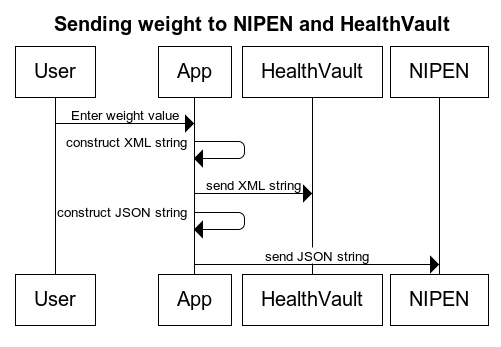 Sending weight to NIPEN and HealthVault
User
App
HealthVault
NIPEN
Enter weight value
construct XML string
send XML string
construct JSON string
send JSON string
User
App
HealthVault
NIPEN